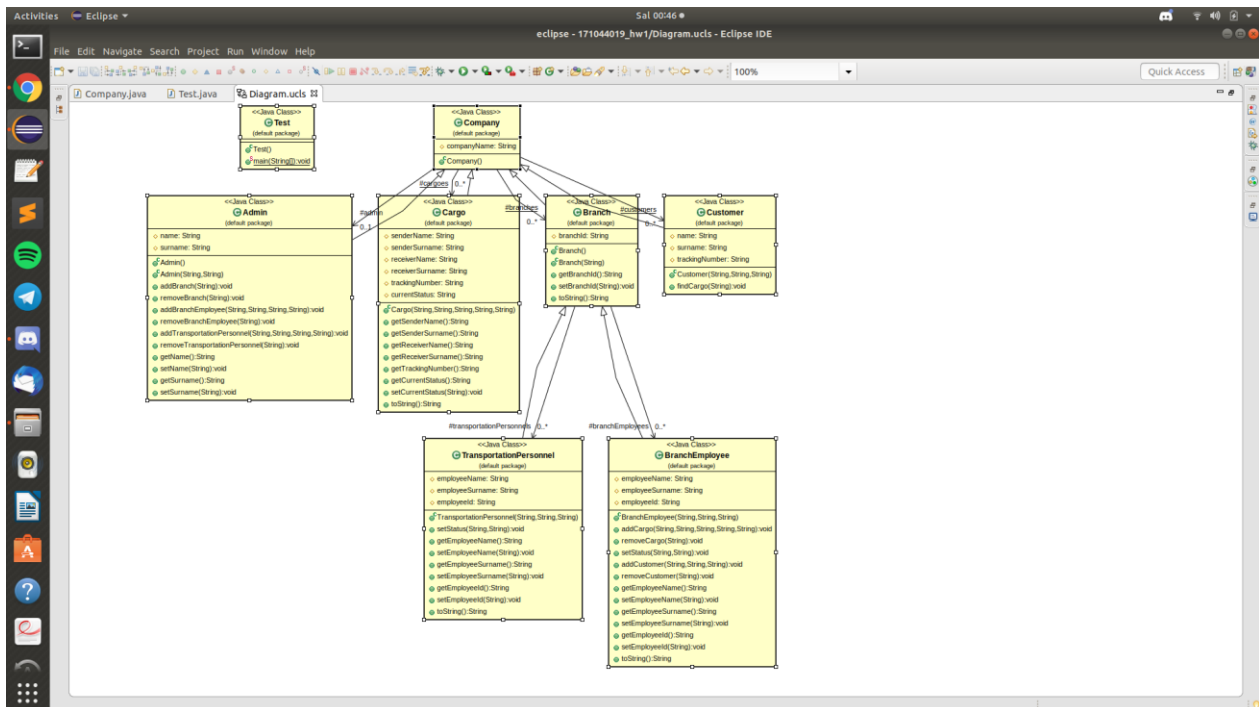 Activities Eclipse ▾ Sal 00:46
eclipse - 171044019_hw1/Diagram.ucls - Eclipse IDE
File Edit Navigate Search Project Run Window Help
100% Quick Access
Company.java Test.java Diagram.ucls
<<Java Class>>
Test
(default package)
Test()
main(String[]):void
<<Java Class>>
Company
(default package)
companyName: String
Company()
#admin
0..1
#cargoes 0..*
#branches
0..*
#customers
0..*
<<Java Class>>
Admin
(default package)
name: String
surname: String
Admin()
Admin(String,String)
addBranch(String):void
removeBranch(String):void
addBranchEmployee(String,String,String,String):void
removeBranchEmployee(String):void
addTransportationPersonnel(String,String,String,String):void
removeTransportationPersonnel(String):void
getName():String
setName(String):void
getSurname():String
setSurname(String):void
<<Java Class>>
Cargo
(default package)
senderName: String
senderSurname: String
receiverName: String
receiverSurname: String
trackingNumber: String
currentStatus: String
Cargo(String,String,String,String,String)
getSenderName():String
getSenderSurname():String
getReceiverName():String
getReceiverSurname():String
getTrackingNumber():String
getCurrentStatus():String
setCurrentStatus(String):void
toString():String
<<Java Class>>
Branch
(default package)
branchId: String
Branch()
Branch(String)
getBranchId():String
setBranchId(String):void
toString():String
<<Java Class>>
Customer
(default package)
name: String
surname: String
trackingNumber: String
Customer(String,String,String)
findCargo(String):void
#transportationPersonnels 0..*
#branchEmployees 0..*
<<Java Class>>
TransportationPersonnel
(default package)
employeeName: String
employeeSurname: String
employeeId: String
TransportationPersonnel(String,String,String)
setStatus(String,String):void
getEmployeeName():String
setEmployeeName(String):void
getEmployeeSurname():String
setEmployeeSurname(String):void
getEmployeeId():String
setEmployeeId(String):void
toString():String
<<Java Class>>
BranchEmployee
(default package)
employeeName: String
employeeSurname: String
employeeId: String
BranchEmployee(String,String,String)
addCargo(String,String,String,String,String):void
removeCargo(String):void
setStatus(String,String):void
addCustomer(String,String,String):void
removeCustomer(String):void
getEmployeeName():String
setEmployeeName(String):void
getEmployeeSurname():String
setEmployeeSurname(String):void
getEmployeeId():String
setEmployeeId(String):void
toString():String